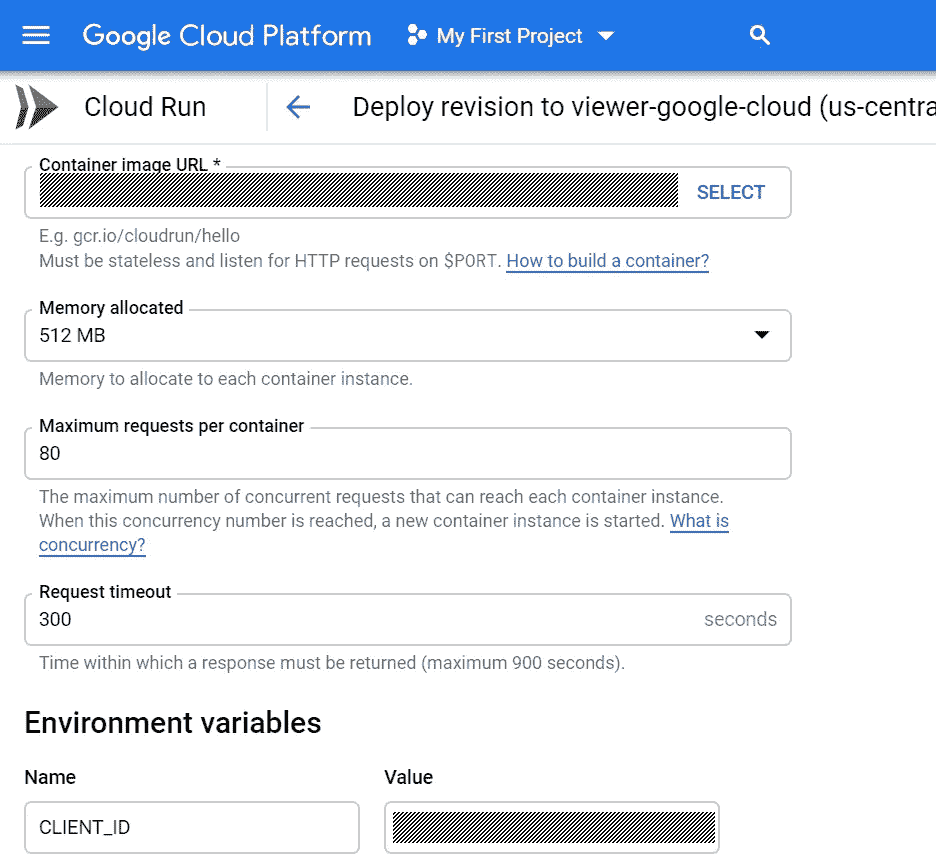 Google Cloud Platform My First Project
Cloud Run Deploy revision to viewer-google-cloud (us-centra
Container image URL *
SELECT
E.g. gcr.io/cloudrun/hello
Must be stateless and listen for HTTP requests on $PORT. How to build a container?
Memory allocated
512 MB
Memory to allocate to each container instance.
Maximum requests per container
80
The maximum number of concurrent requests that can reach each container instance.
When this concurrency number is reached, a new container instance is started. What is
concurrency?
Request timeout
300 seconds
Time within which a response must be returned (maximum 900 seconds).
Environment variables
Name Value
CLIENT_ID